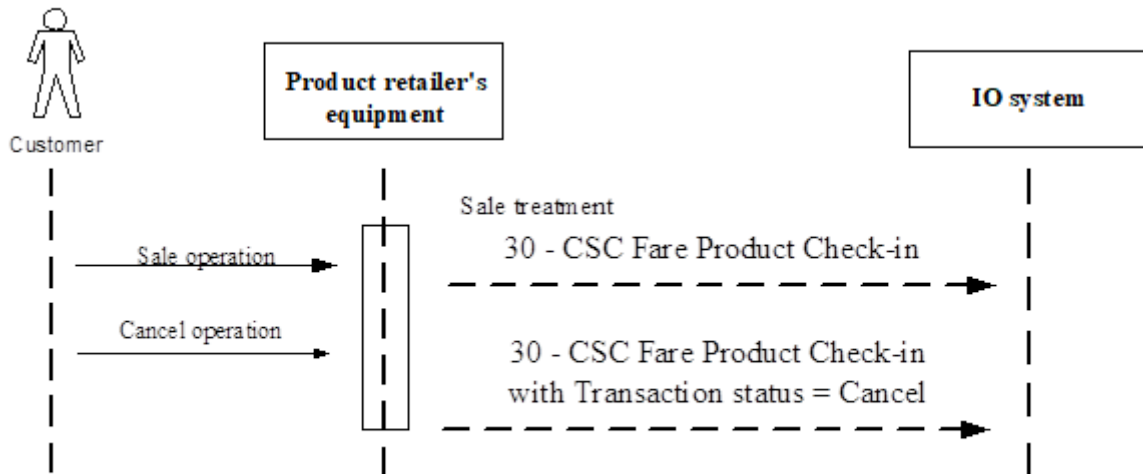 Customer
Product retailer's
equipment
IO system
Sale treatment
30 - CSC Fare Product Check-in
Sale operation
Cancel operation
30 - CSC Fare Product Check-in
with Transaction status = Cancel